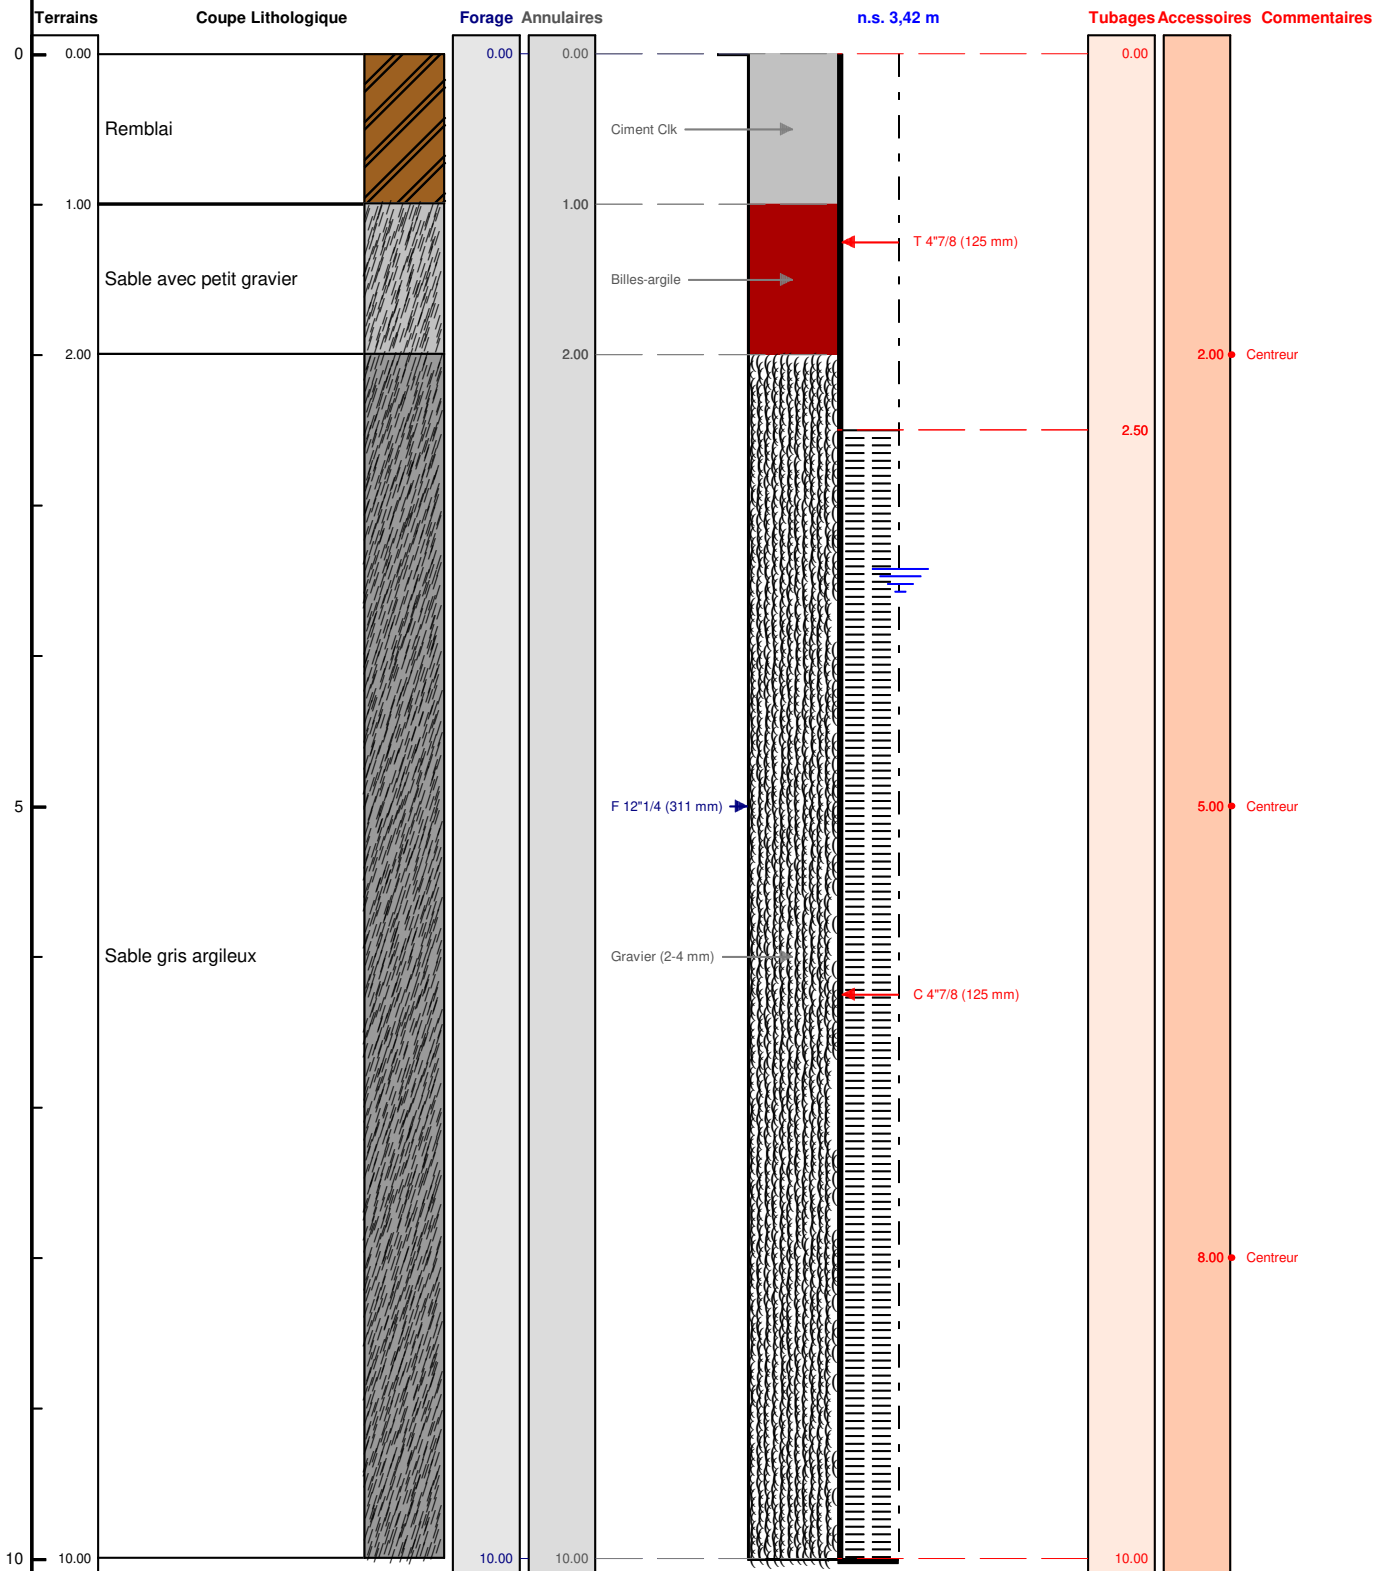 Terrains Coupe Lithologique Forage Annulaires n.s. 3,42 m Tubages Accessoires Commentaires
0 0.00 0.00 0.00 0.00
Remblai Ciment Clk
1.00 1.00
T 4"7/8 (125 mm)
Sable avec petit gravier Billes-argile
2.00 2.00 2.00 Centreur
2.50
5 F 12"1/4 (311 mm) 5.00 Centreur
Sable gris argileux Gravier (2-4 mm)
C 4"7/8 (125 mm)
8.00 Centreur
10 10.00 10.00 10.00 10.00